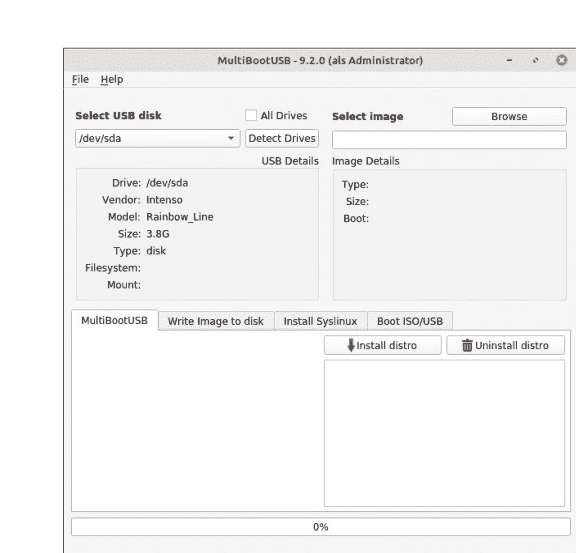 MultiBootUSB - 9.2.0 (als Administrator)
File Help
Select USB disk All Drives Select image Browse
/dev/sda Detect Drives
USB Details Image Details
Drive: /dev/sda
Vendor: Intenso
Model: Rainbow_Line
Size: 3.8G
Type: disk
Filesystem:
Mount:
Type:
Size:
Boot:
MultiBootUSB Write Image to disk Install Syslinux Boot ISO/USB
Install distro Uninstall distro
0%